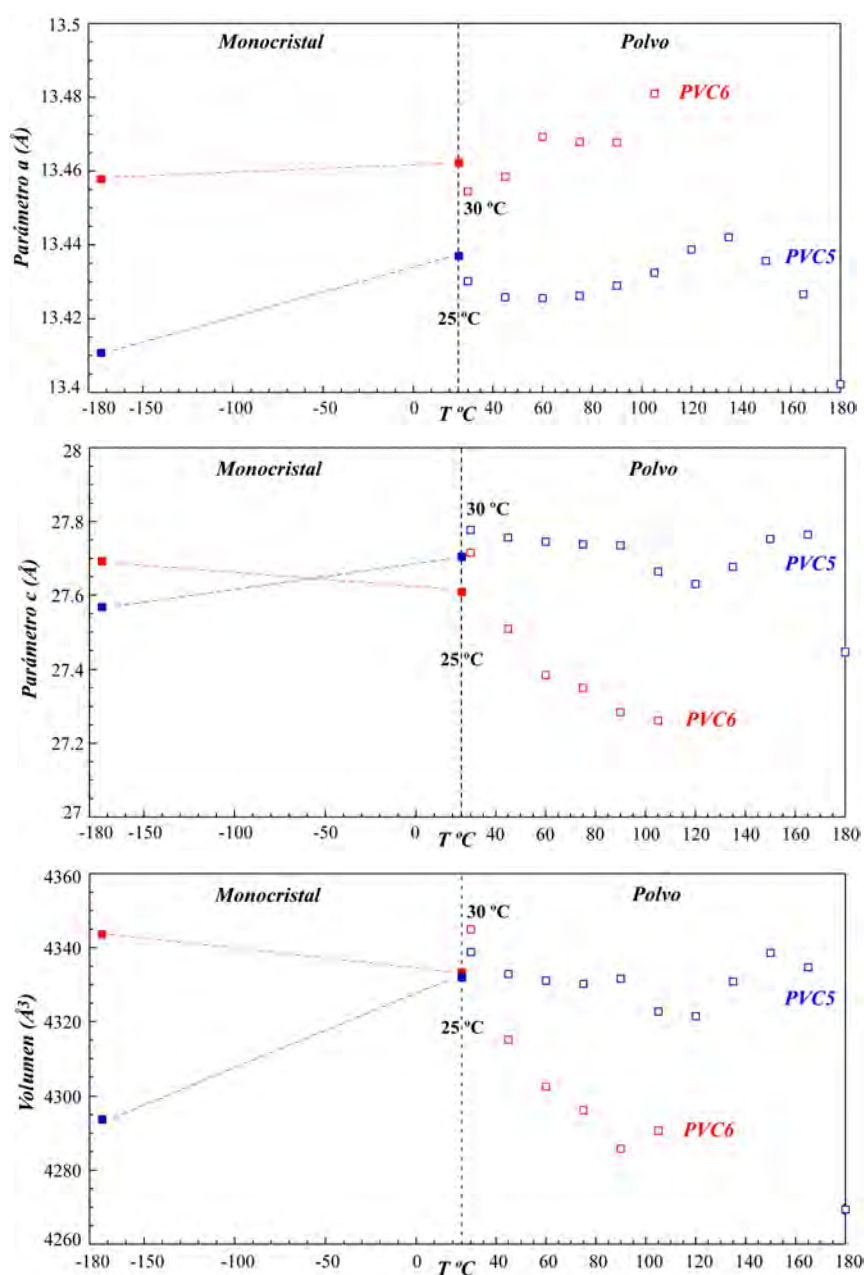 13.5
Monocristal
Polvo
13.48
PVC6
13.46
30 ºC
13.44
PVC5
13.42
25 ºC
13.4
Parámetro a (Å)
-180 -150 -100 -50 0 40 60 80 100 120 140 160 180
T ºC
28
Monocristal
Polvo
30 ºC
27.8
PVC5
27.6
25 ºC
27.4
PVC6
27.2
27
Parámetro c (Å)
-180 -150 -100 -50 0 40 60 80 100 120 140 160 180
T ºC
4360
Monocristal
Polvo
30 ºC
4340
PVC5
4320
25 ºC
4300
PVC6
4280
4260
Volumen (Å³)
-180 -150 -100 -50 0 40 60 80 100 120 140 160 180
T ºC